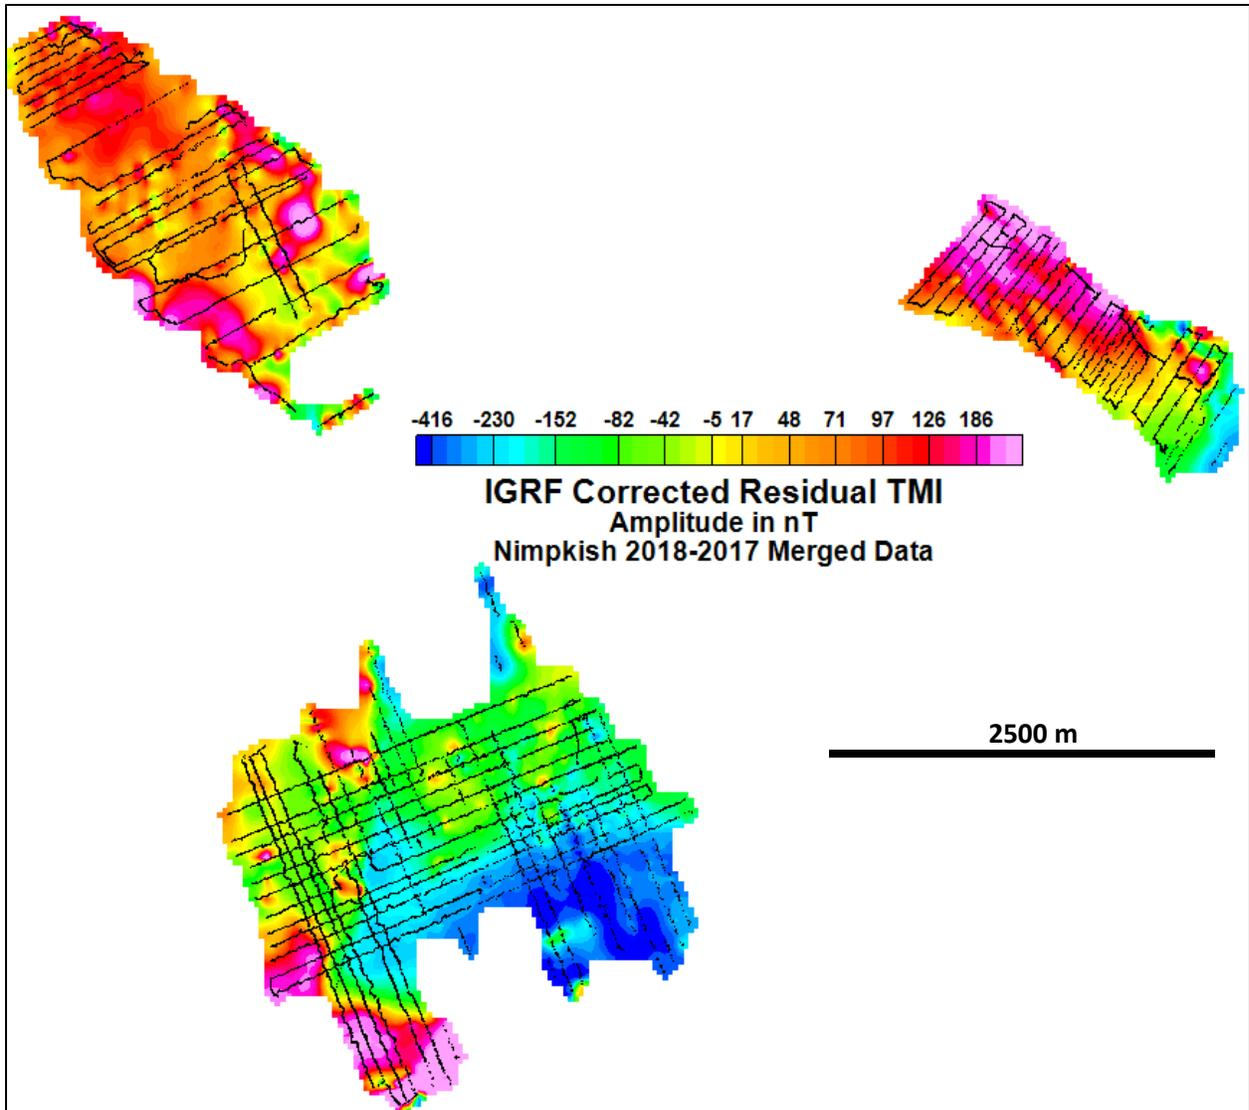 -416 -230 -152 -82 -42 -5 17 48 71 97 126 186
IGRF Corrected Residual TMI
Amplitude in nT
Nimpkish 2018-2017 Merged Data
2500 m